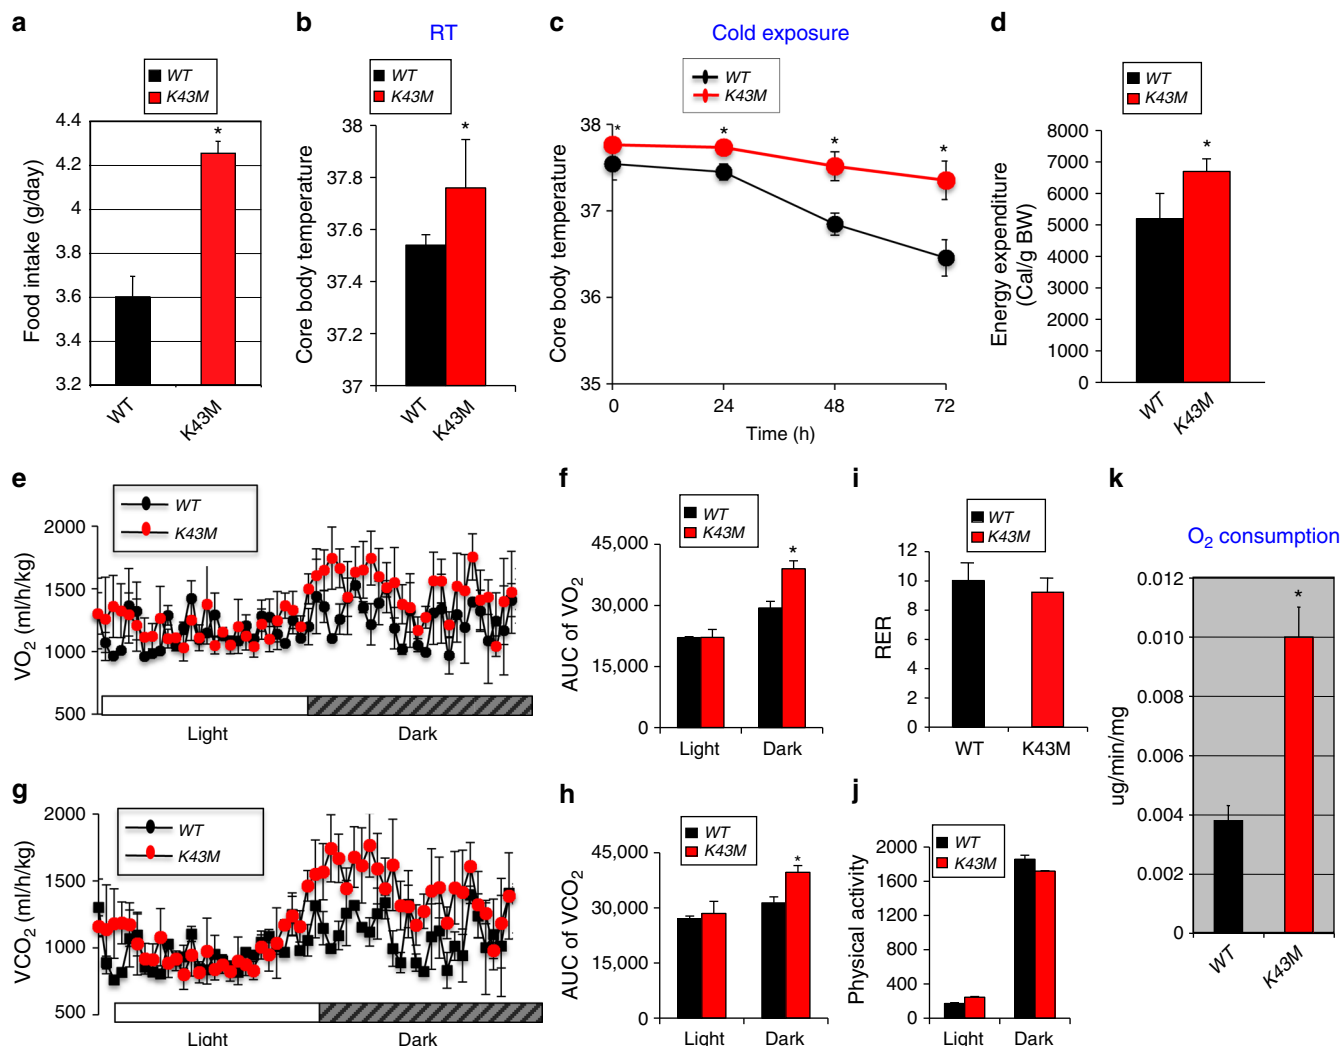 a
WT
K43M
4.4
4.2
4
3.8
3.6
3.4
3.2
Food intake (g/day)
*
WT
K43M
b
RT
WT
K43M
38
37.8
37.6
37.4
37.2
37
Core body temperature
*
WT
K43M
c
Cold exposure
WT
K43M
38
37
36
35
Core body temperature
*
*
*
*
0
24
48
72
Time (h)
d
WT
K43M
8000
7000
6000
5000
4000
3000
2000
1000
0
Energy expenditure
(Cal/g BW)
*
WT
K43M
e
WT
K43M
2000
1500
1000
500
VO2 (ml/h/kg)
Light
Dark
f
WT
K43M
45,000
30,000
15,000
0
AUC of VO2
*
Light
Dark
i
WT
K43M
12
10
8
6
4
2
0
RER
WT
K43M
k
O2 consumption
0.012
0.010
0.008
0.006
0.004
0.002
0
ug/min/mg
*
WT
K43M
g
WT
K43M
2000
1500
1000
500
VCO2 (ml/h/kg)
Light
Dark
h
WT
K43M
45,000
30,000
15,000
0
AUC of VCO2
*
Light
Dark
j
WT
K43M
2000
1600
1200
800
400
0
Physical activity
Light
Dark